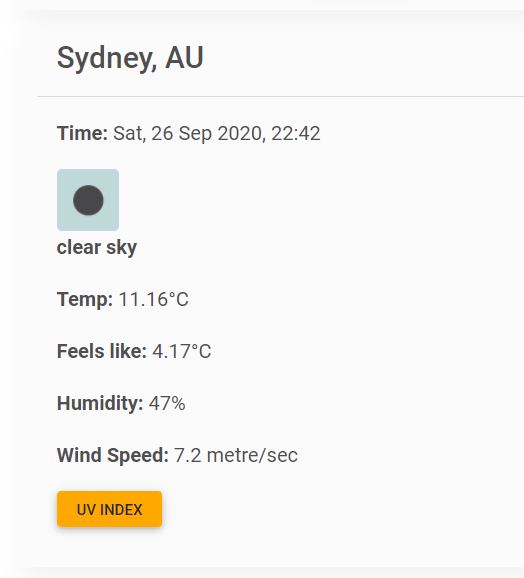 Sydney, AU
Time: Sat, 26 Sep 2020, 22:42
clear sky
Temp: 11.16°C
Feels like: 4.17°C
Humidity: 47%
Wind Speed: 7.2 metre/sec
UV INDEX